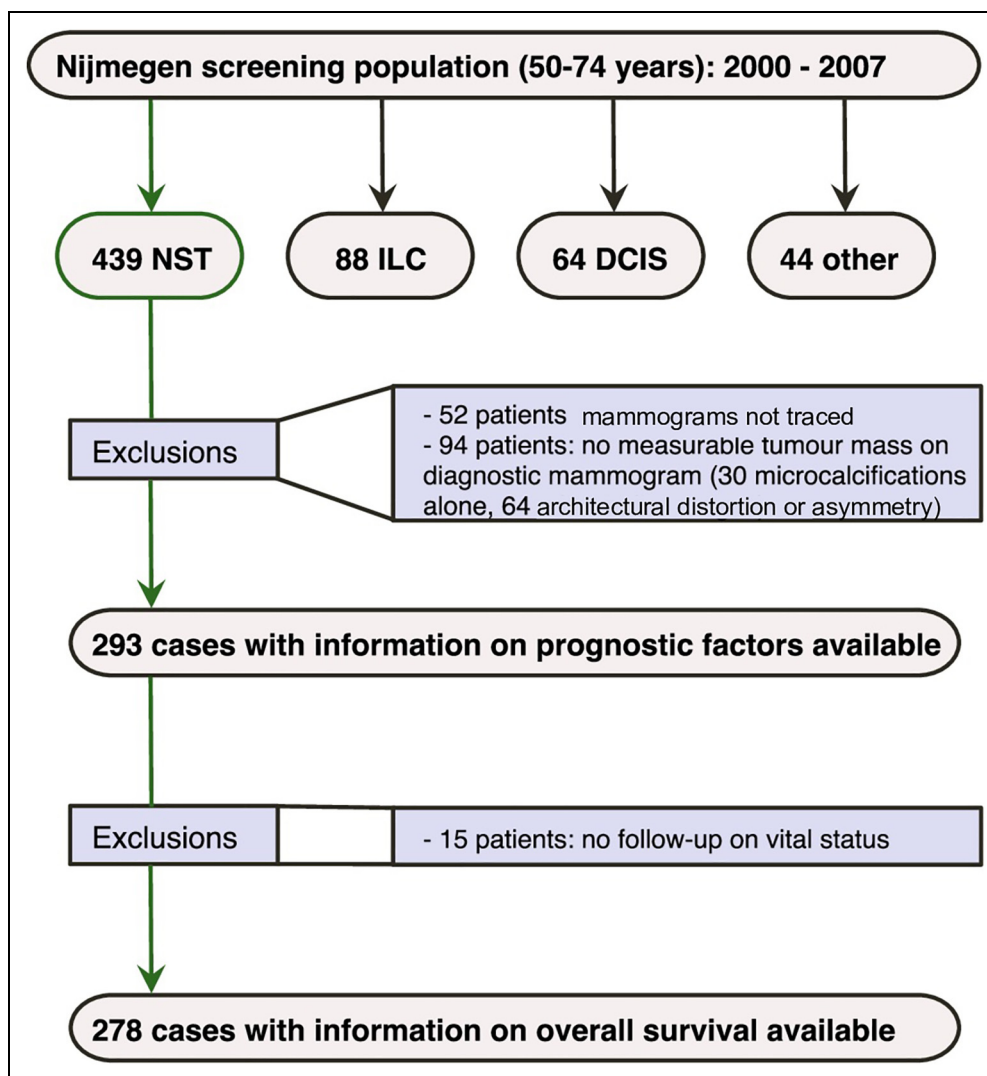 Nijmegen screening population (50-74 years): 2000 - 2007
439 NST
88 ILC
64 DCIS
44 other
Exclusions
- 52 patients mammograms not traced
- 94 patients: no measurable tumour mass on
diagnostic mammogram (30 microcalcifications
alone, 64 architectural distortion or asymmetry)
293 cases with information on prognostic factors available
Exclusions
- 15 patients: no follow-up on vital status
278 cases with information on overall survival available